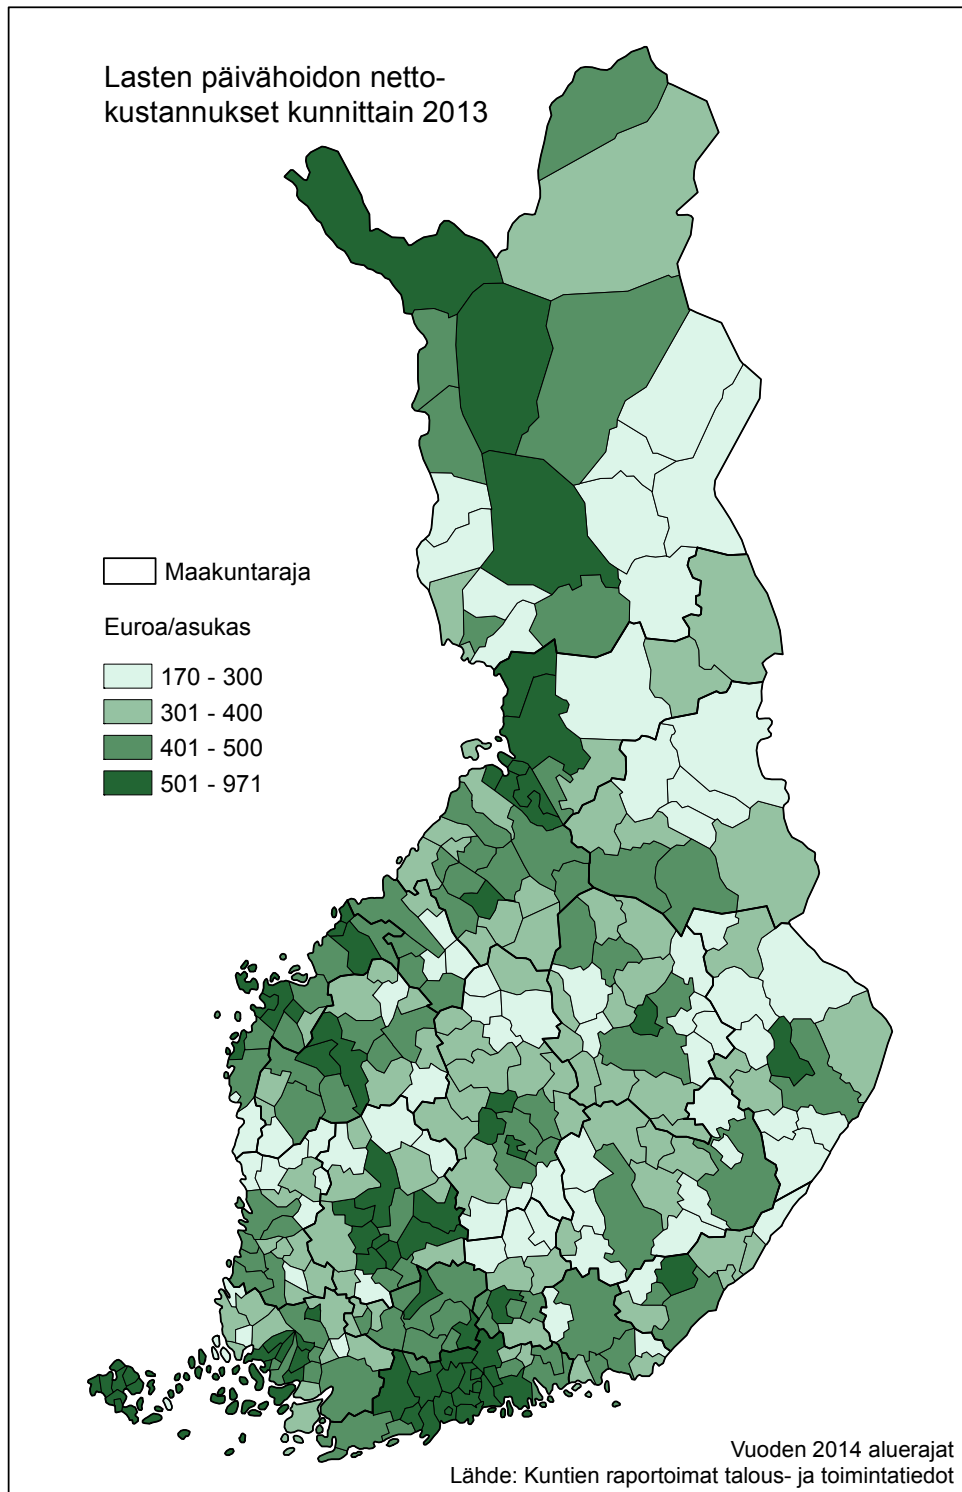 Lasten päivähoidon netto-
kustannukset kunnittain 2013
Maakuntaraja
Euroa/asukas
170 - 300
301 - 400
401 - 500
501 - 971
Vuoden 2014 aluerajat
Lähde: Kuntien raportoimat talous- ja toimintatiedot